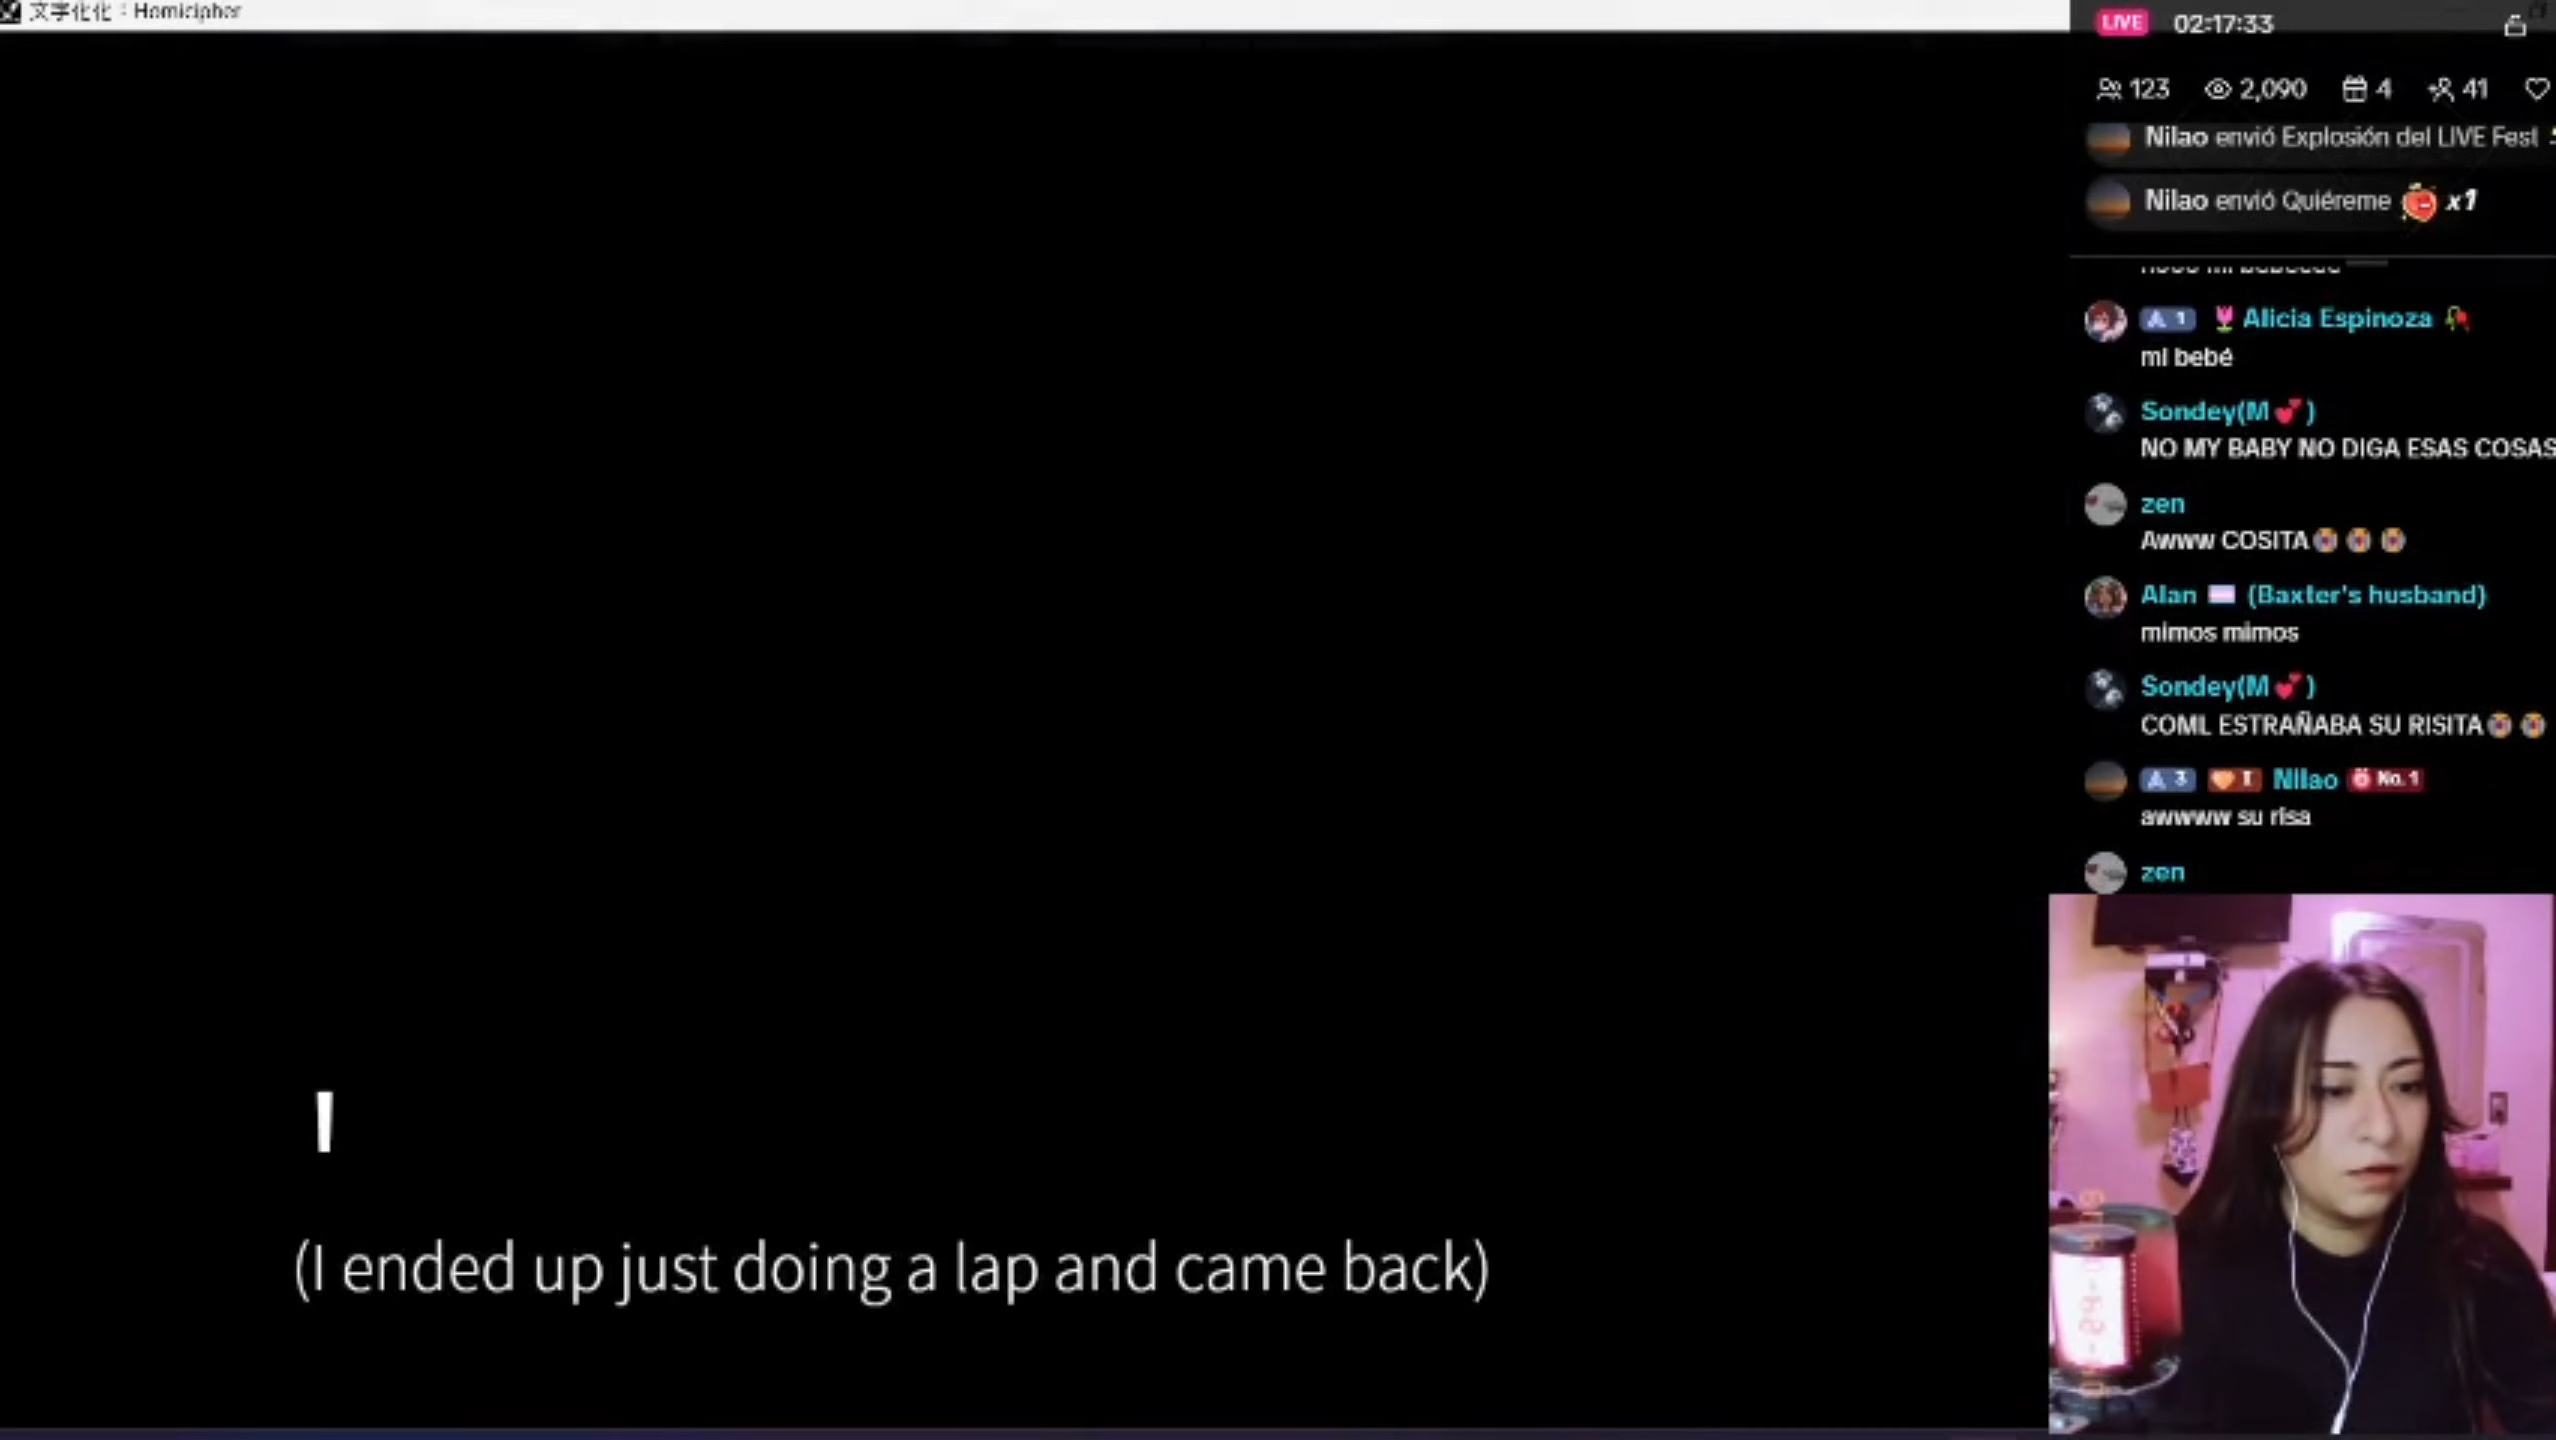 文字化化：Homicipher
LIVE 02:17:33
123 2,090 4 41
Nilao envió Explosión del LIVE Fest
Nilao envió Quiéreme x1
1 Alicia Espinoza
mi bebé
Sondey(M💕)
NO MY BABY NO DIGA ESAS COSAS
zen
Awww COSITA
Alan (Baxter's husband)
mimos mimos
Sondey(M💕)
COML ESTRAÑABA SU RISITA
3 I Nilao No. 1
awwww su risa
zen
I
(I ended up just doing a lap and came back)